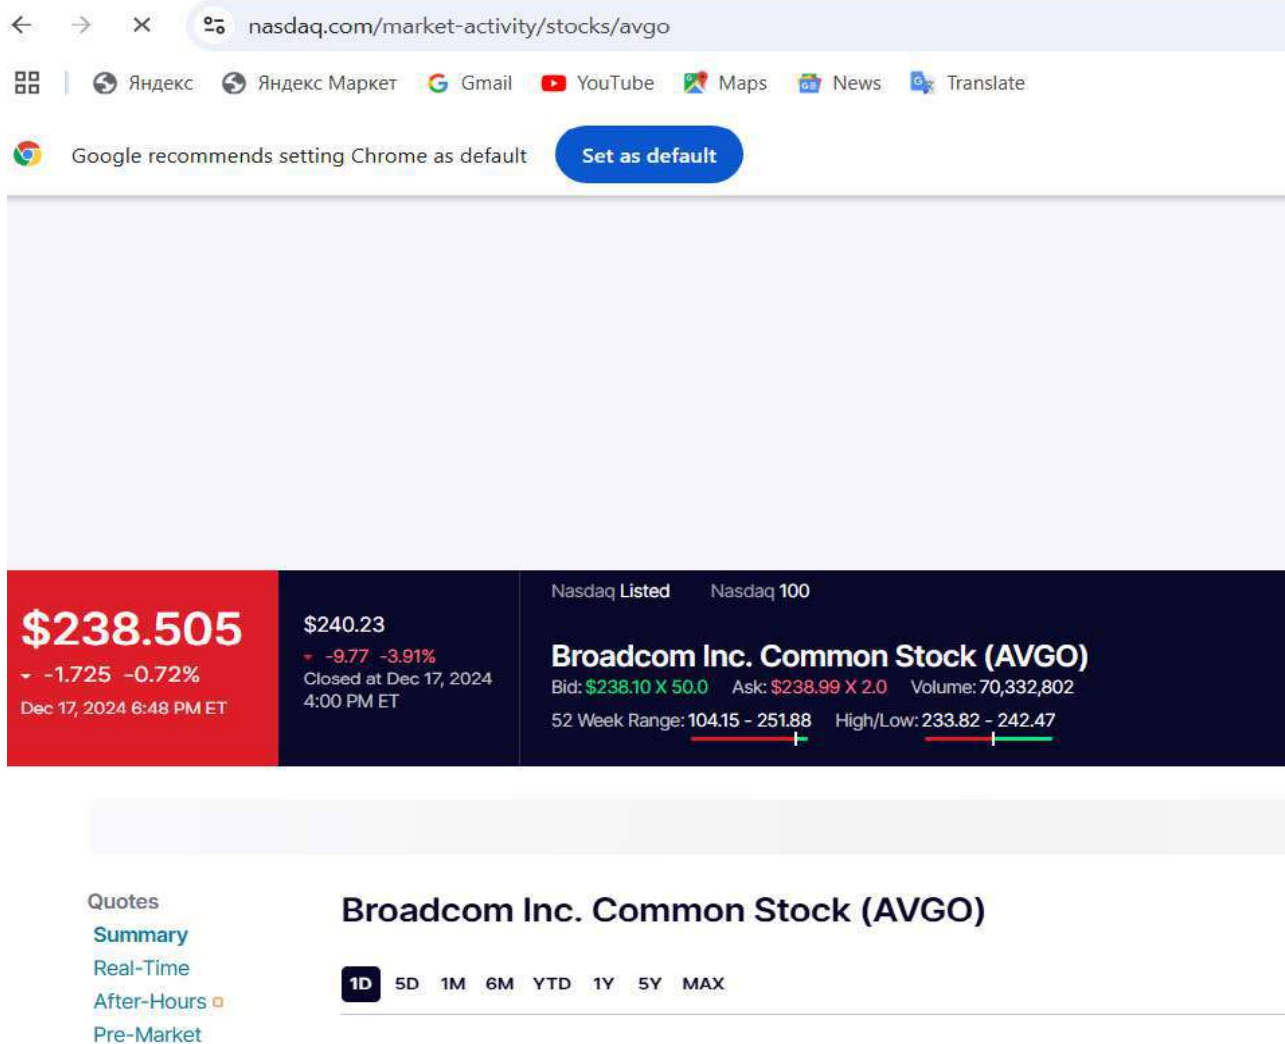 nasdaq.com/market-activity/stocks/avgo
Яндекс Яндекс Маркет Gmail YouTube Maps News Translate
Google recommends setting Chrome as default Set as default
$238.505
-1.725 -0.72%
Dec 17, 2024 6:48 PM ET
$240.23
-9.77 -3.91%
Closed at Dec 17, 2024
4:00 PM ET
Nasdaq Listed Nasdaq 100
Broadcom Inc. Common Stock (AVGO)
Bid: $238.10 X 50.0 Ask: $238.99 X 2.0 Volume: 70,332,802
52 Week Range: 104.15 - 251.88 High/Low: 233.82 - 242.47
Quotes
Summary
Real-Time
After-Hours
Pre-Market
Broadcom Inc. Common Stock (AVGO)
1D 5D 1M 6M YTD 1Y 5Y MAX